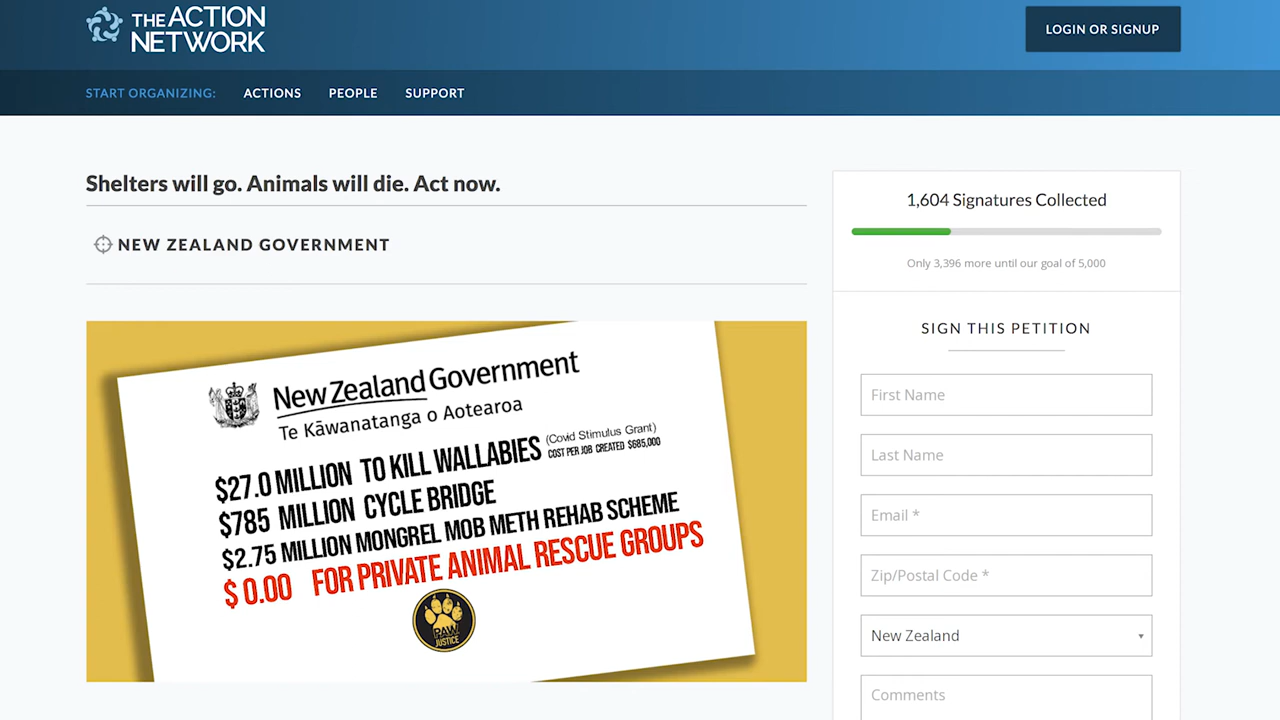 THE ACTION
NETWORK
LOGIN OR SIGNUP
START ORGANIZING:
ACTIONS
PEOPLE
SUPPORT
Shelters will go. Animals will die. Act now.
NEW ZEALAND GOVERNMENT
New Zealand Government
Te Kāwanatanga o Aotearoa
$27.0 MILLION TO KILL WALLABIES (Covid Stimulus Grant)
COST PER JOB CREATED $685,000
$785 MILLION CYCLE BRIDGE
$2.75 MILLION MONGREL MOB METH REHAB SCHEME
$ 0.00 FOR PRIVATE ANIMAL RESCUE GROUPS
PAW
JUSTICE
1,604 Signatures Collected
Only 3,396 more until our goal of 5,000
SIGN THIS PETITION
First Name
Last Name
Email *
Zip/Postal Code *
New Zealand
Comments